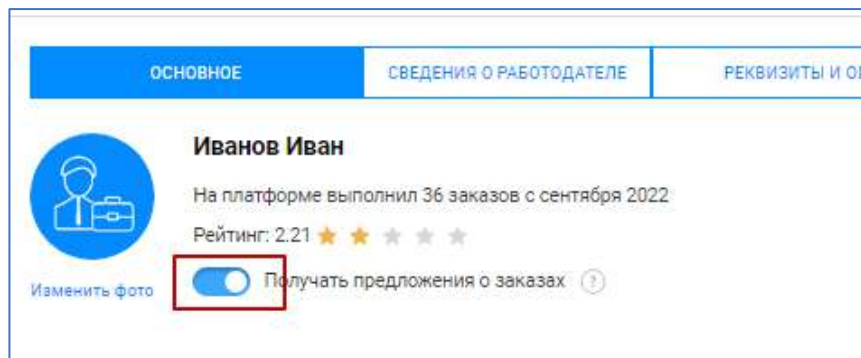 ОСНОВНОЕ СВЕДЕНИЯ О РАБОТОДАТЕЛЕ РЕКВИЗИТЫ И
Иванов Иван
На платформе выполнил 36 заказов с сентября 2022
Рейтинг: 2.21
Получать предложения о заказах ?
Изменить фото